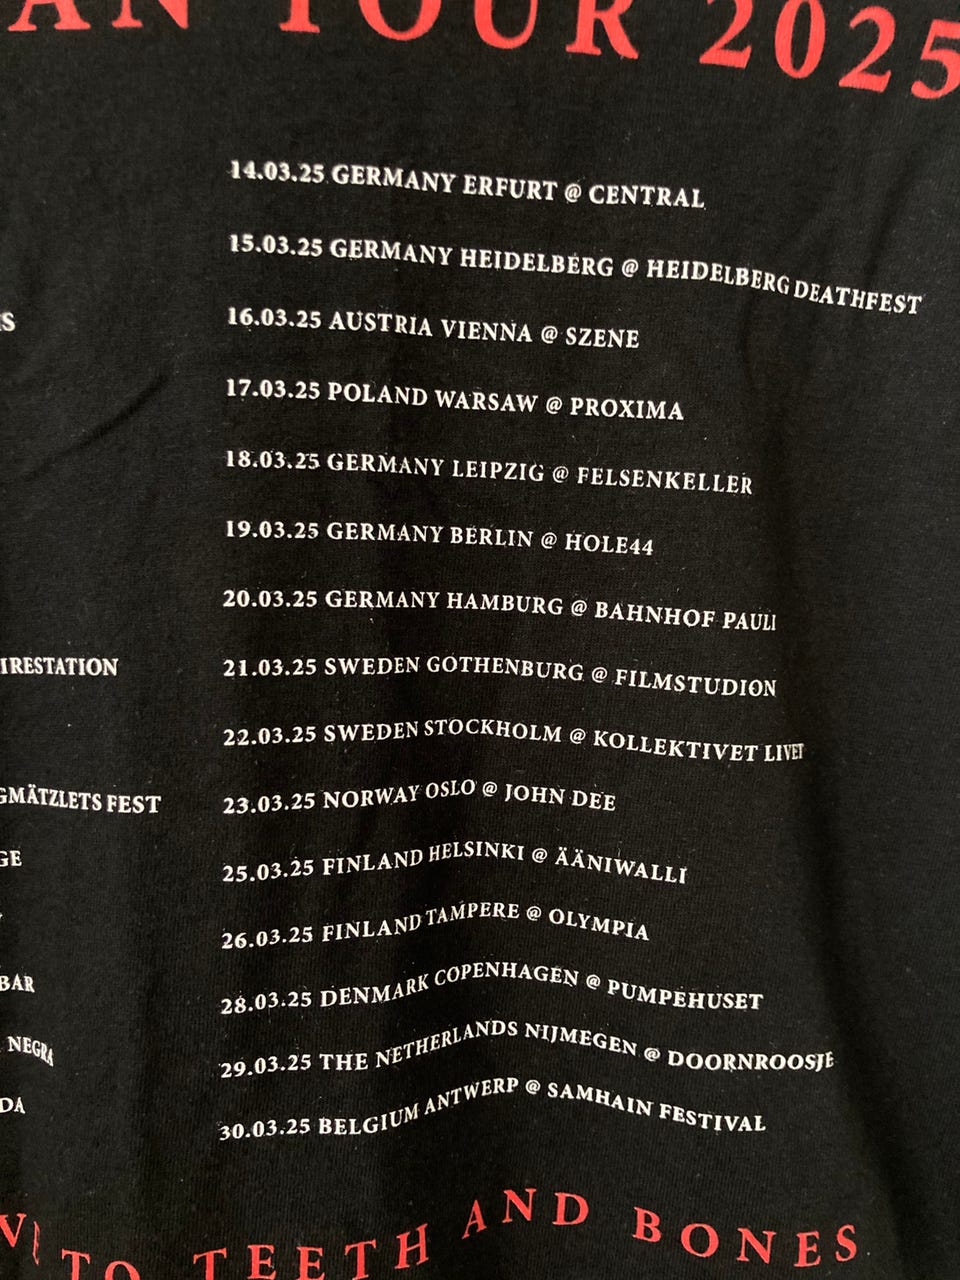 AN TOUR 2025
14.03.25 GERMANY ERFURT @ CENTRAL
15.03.25 GERMANY HEIDELBERG @ HEIDELBERG DEATHFEST
16.03.25 AUSTRIA VIENNA @ SZENE
17.03.25 POLAND WARSAW @ PROXIMA
18.03.25 GERMANY LEIPZIG @ FELSENKELLER
19.03.25 GERMANY BERLIN @ HOLE44
20.03.25 GERMANY HAMBURG @ BAHNHOF PAULI
21.03.25 SWEDEN GOTHENBURG @ FILMSTUDION
22.03.25 SWEDEN STOCKHOLM @ KOLLEKTIVET LIVET
23.03.25 NORWAY OSLO @ JOHN DEE
25.03.25 FINLAND HELSINKI @ ÄÄNIWALLI
26.03.25 FINLAND TAMPERE @ OLYMPIA
28.03.25 DENMARK COPENHAGEN @ PUMPEHUSET
29.03.25 THE NETHERLANDS NIJMEGEN @ DOORNROOSJE
30.03.25 BELGIUM ANTWERP @ SAMHAIN FESTIVAL
IRESTATION
GMÄTZLETS FEST
GE
BAR
NEGRA
DA
TO TEETH AND BONES